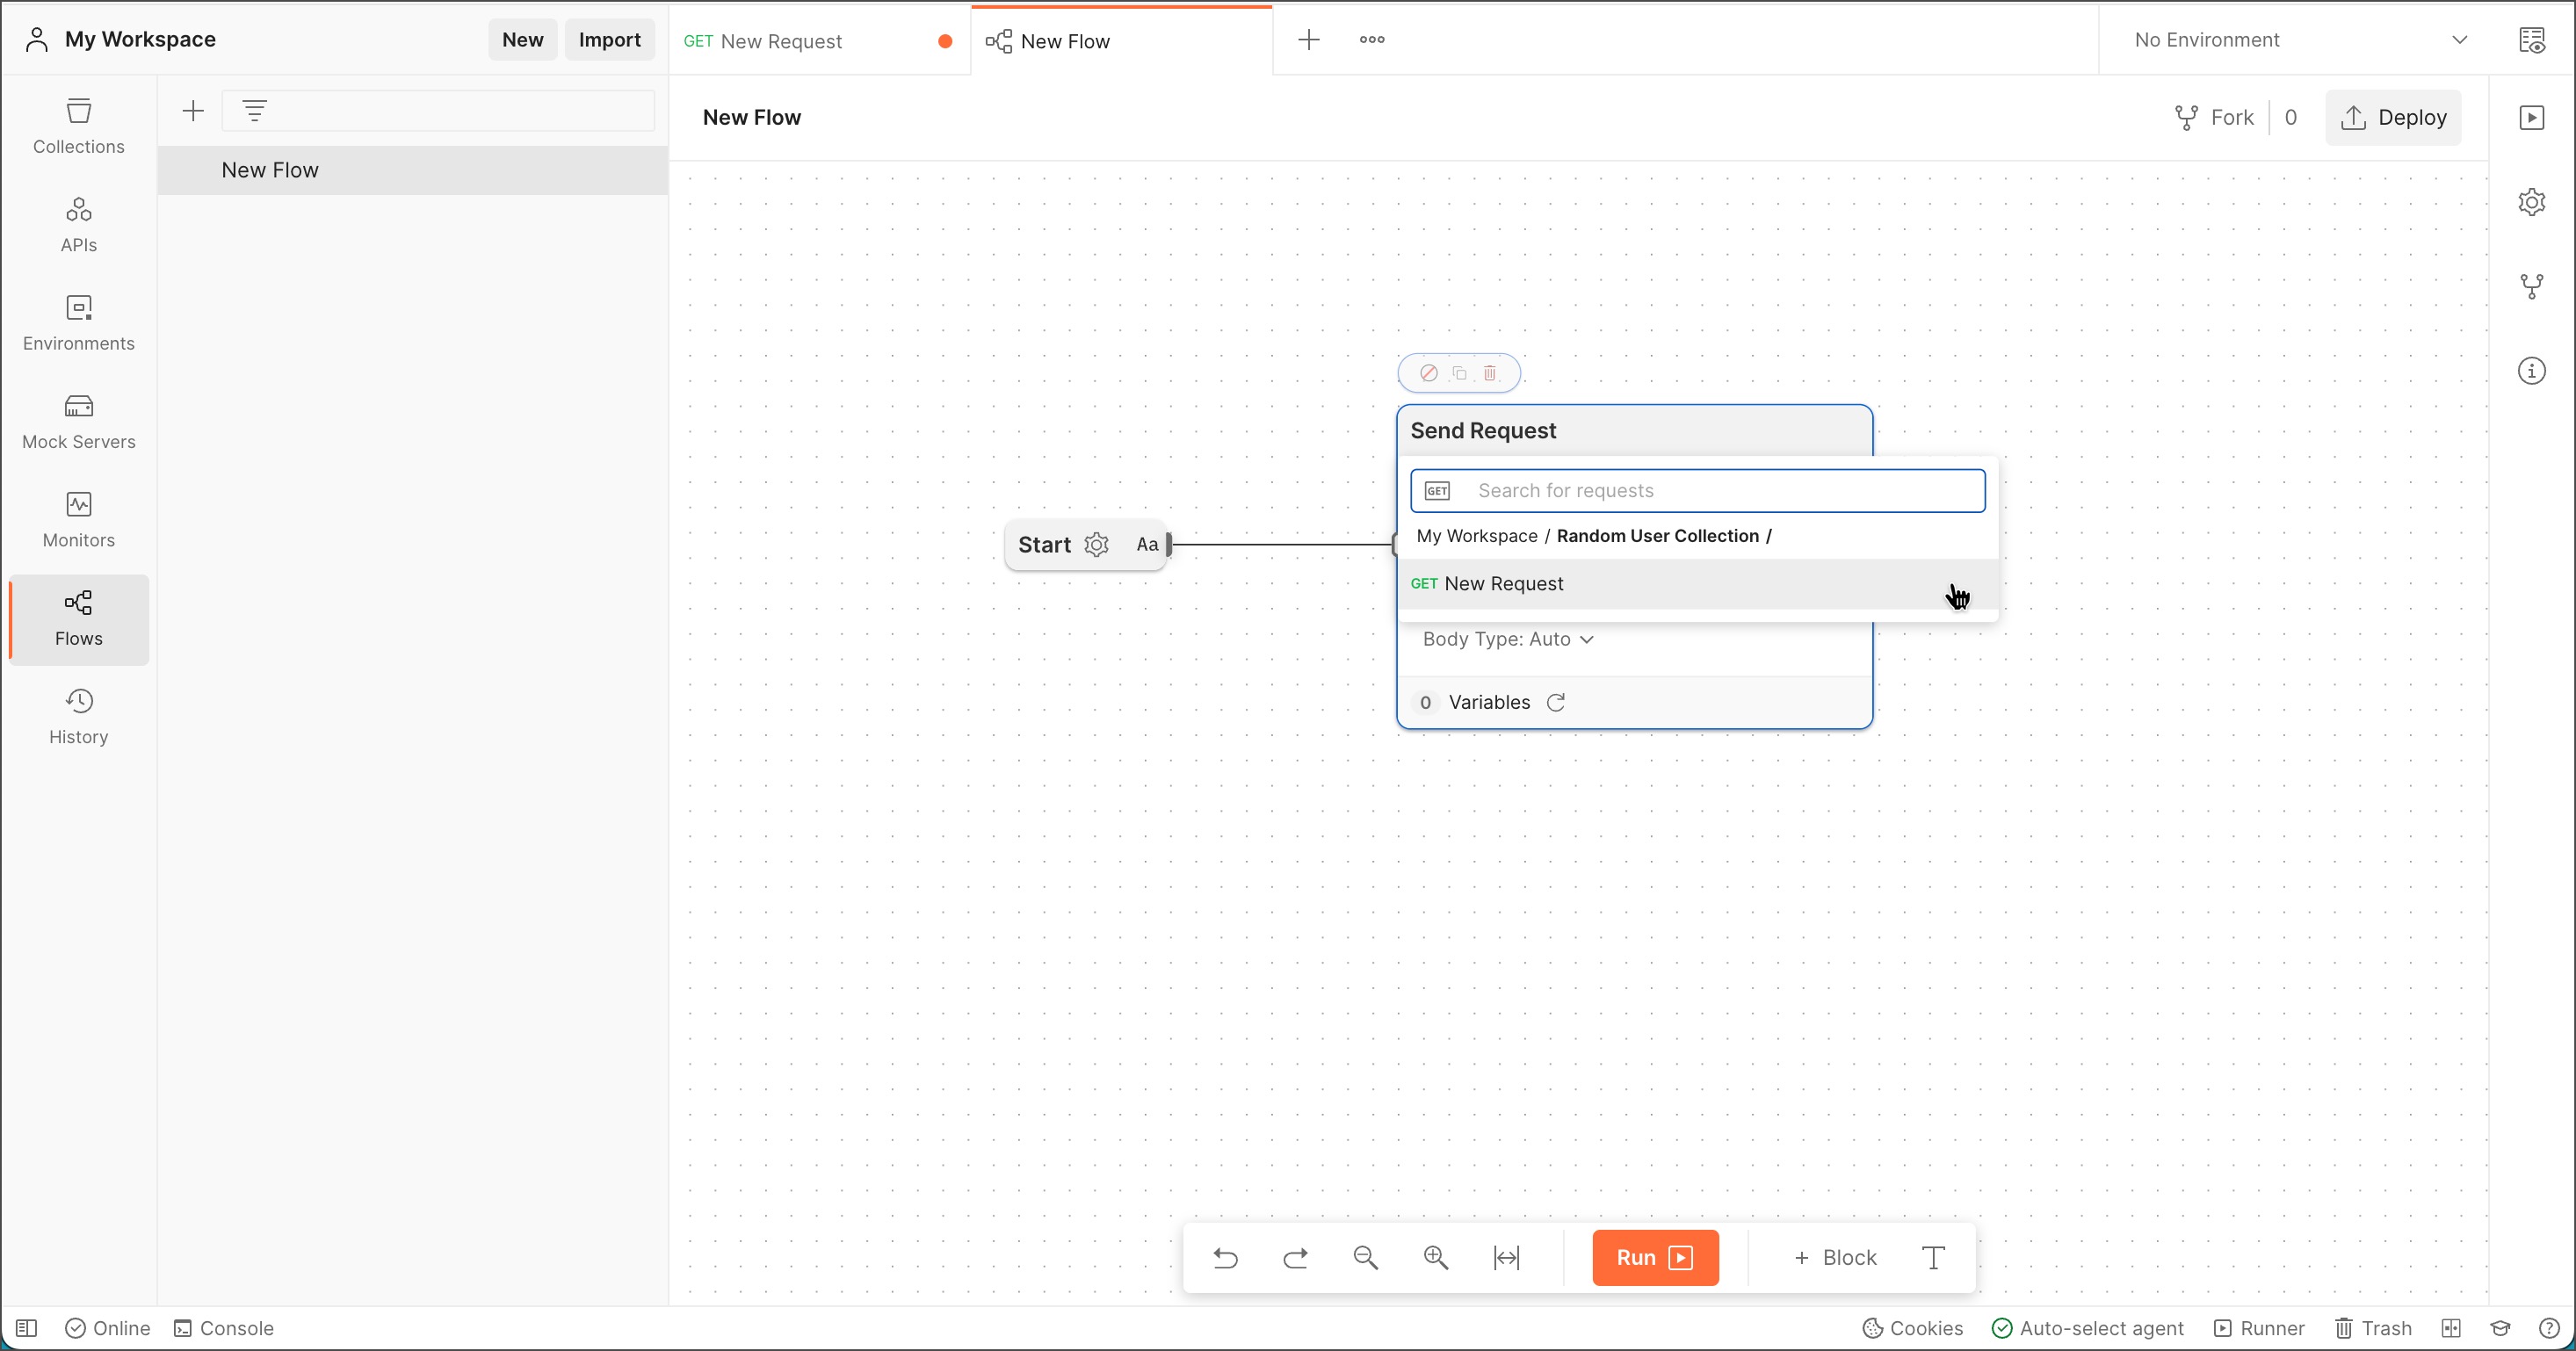 My Workspace
New
Import
GET New Request
New Flow
No Environment
Collections
APIs
Environments
Mock Servers
Monitors
Flows
History
New Flow
New Flow
Fork
0
Deploy
Send Request
GET Search for requests
My Workspace / Random User Collection /
GET New Request
Start Aa
Body Type: Auto
0 Variables
Run
+ Block
T
Online
Console
Cookies
Auto-select agent
Runner
Trash